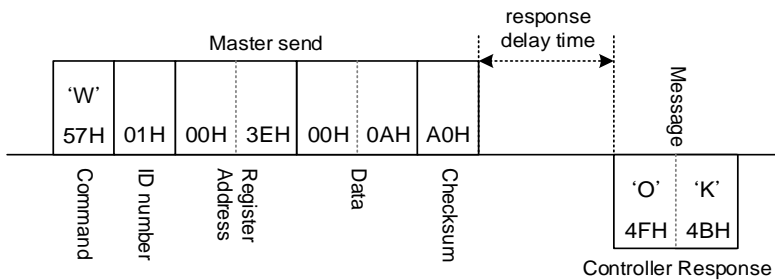 response
delay time
Master send
Message
'W'
57H 01H 00H 3EH 00H 0AH A0H
Command
ID number
Register
Address
Data
Checksum
'O' 'K'
4FH 4BH
Controller Response